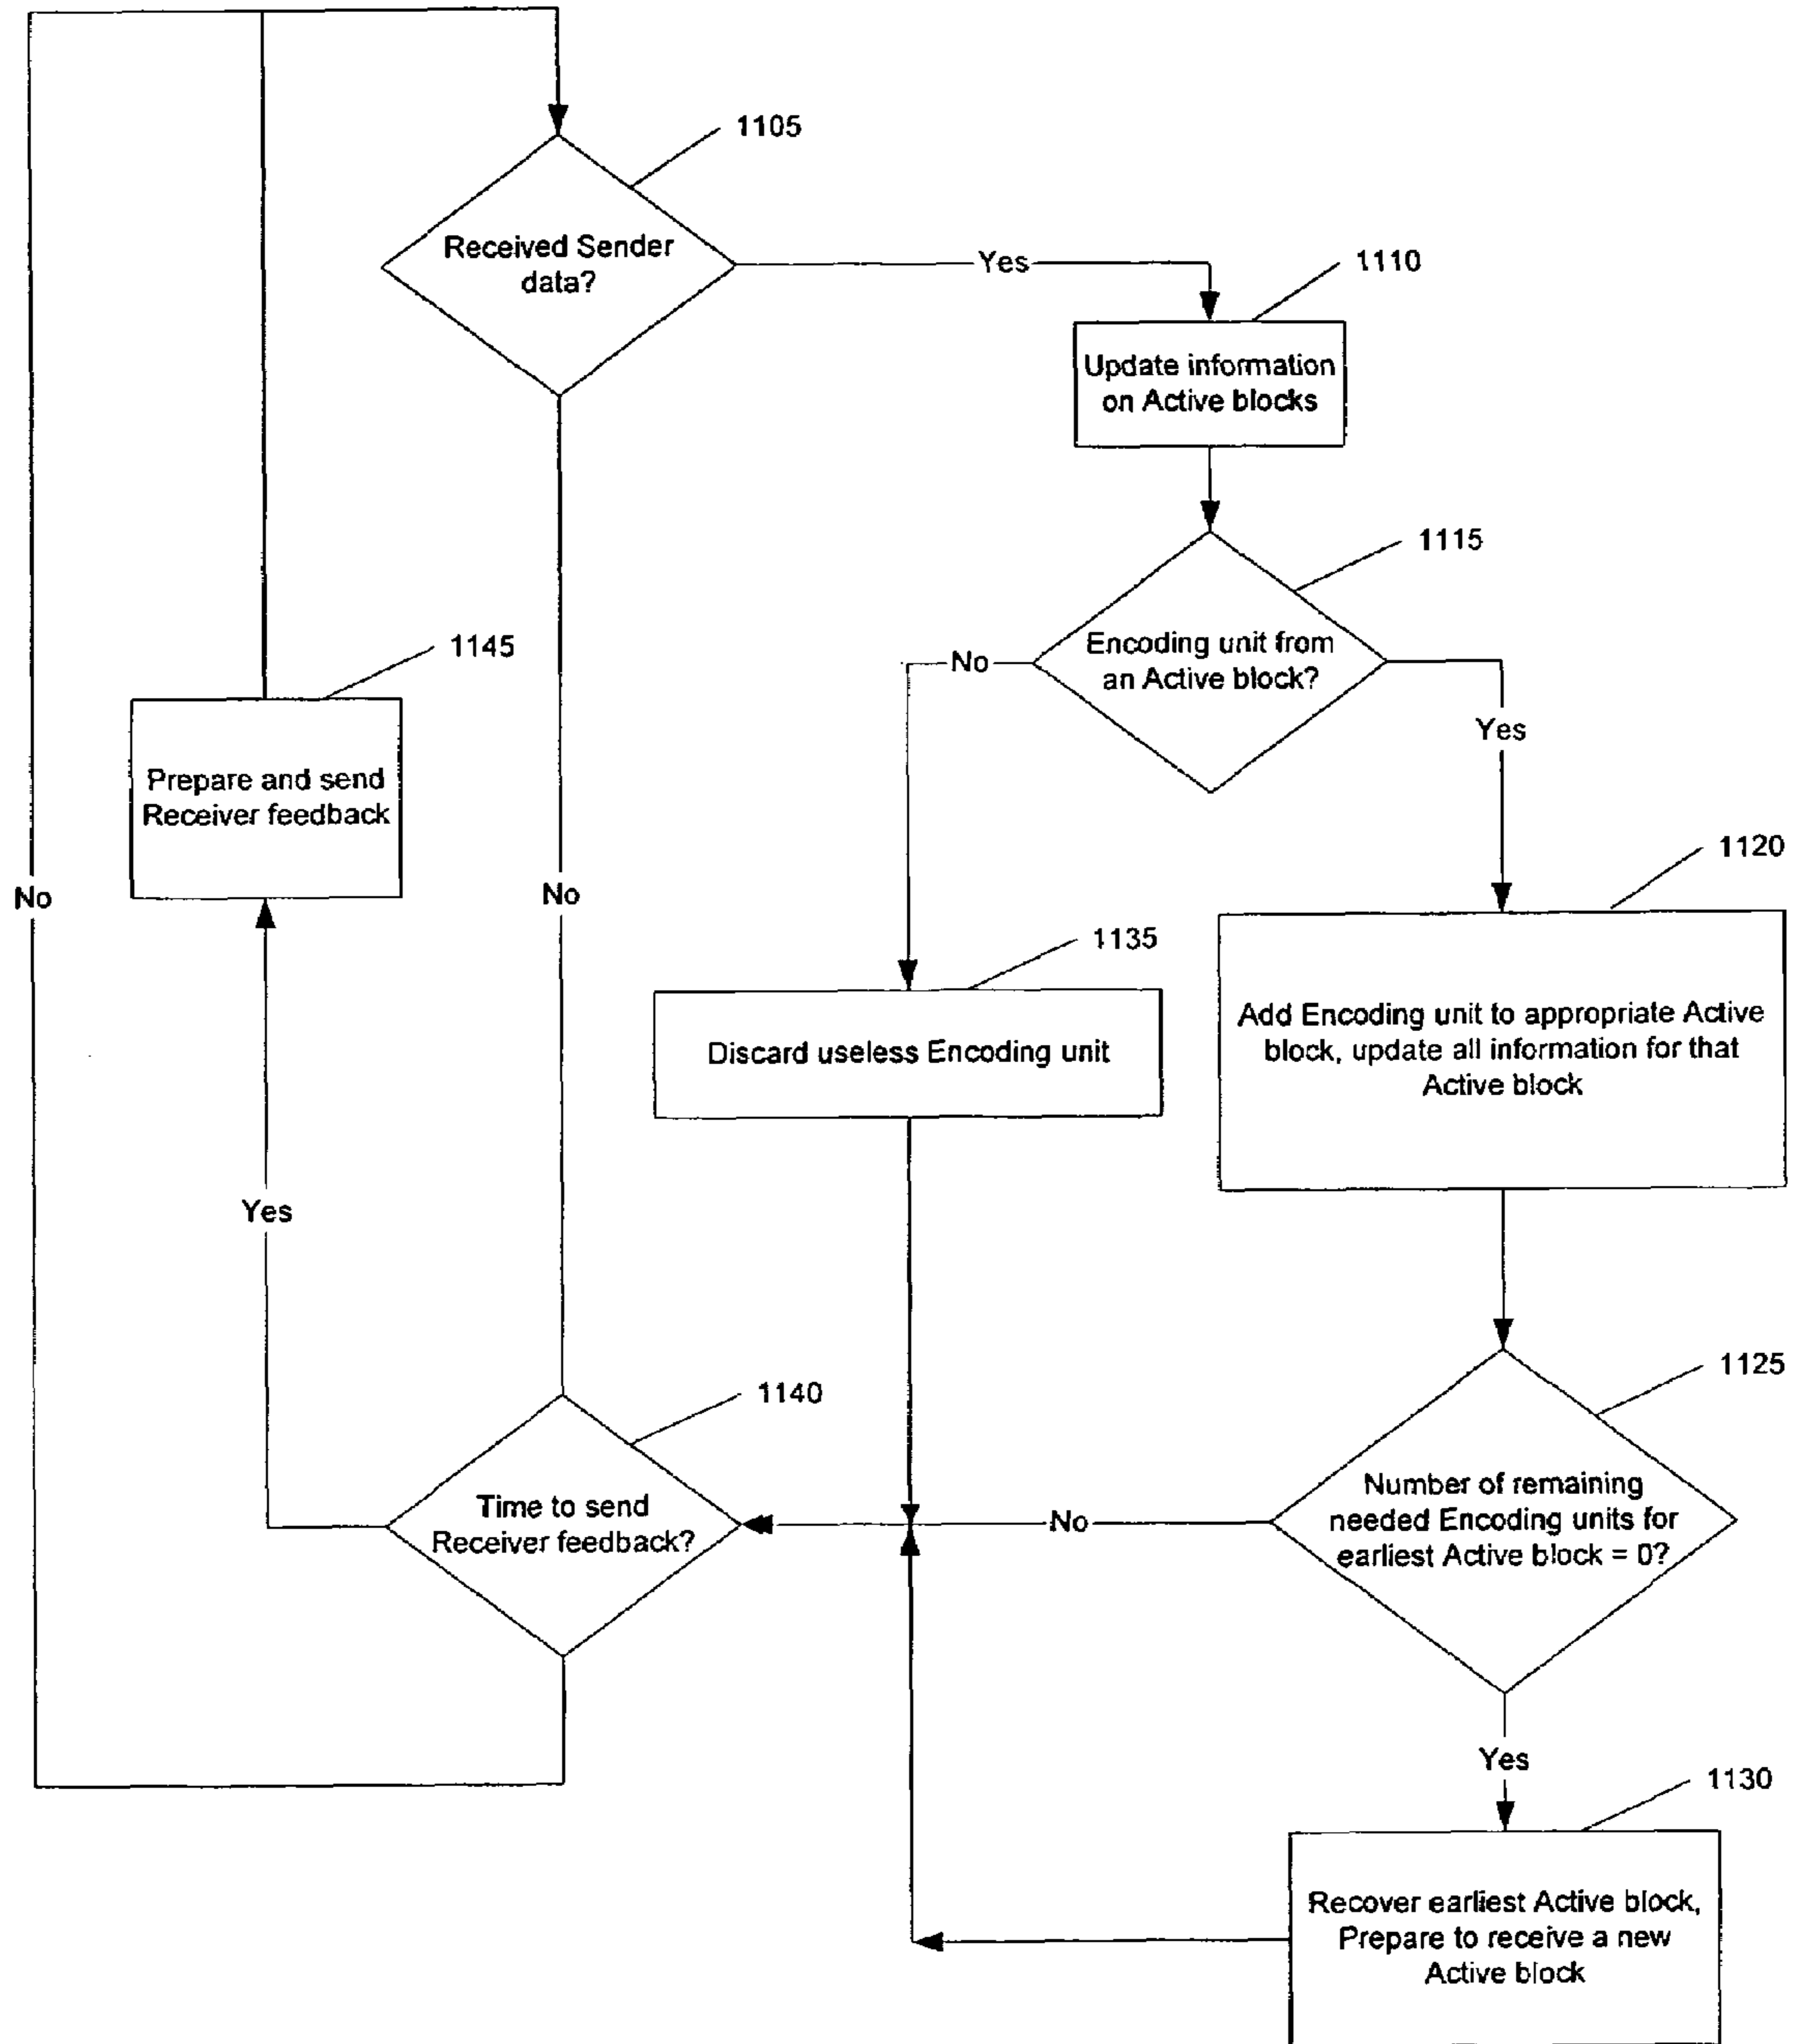 1105
Received Sender
data?
Yes
1110
Update information
on Active blocks
1115
Encoding unit from
an Active block?
No
Yes
1145
Prepare and send
Receiver feedback
No
No
1120
Add Encoding unit to appropriate Active
block, update all information for that
Active block
1135
Discard useless Encoding unit
Yes
1140
Time to send
Receiver feedback?
1125
Number of remaining
needed Encoding units for
earliest Active block = 0?
No
Yes
1130
Recover earliest Active block,
Prepare to receive a new
Active block